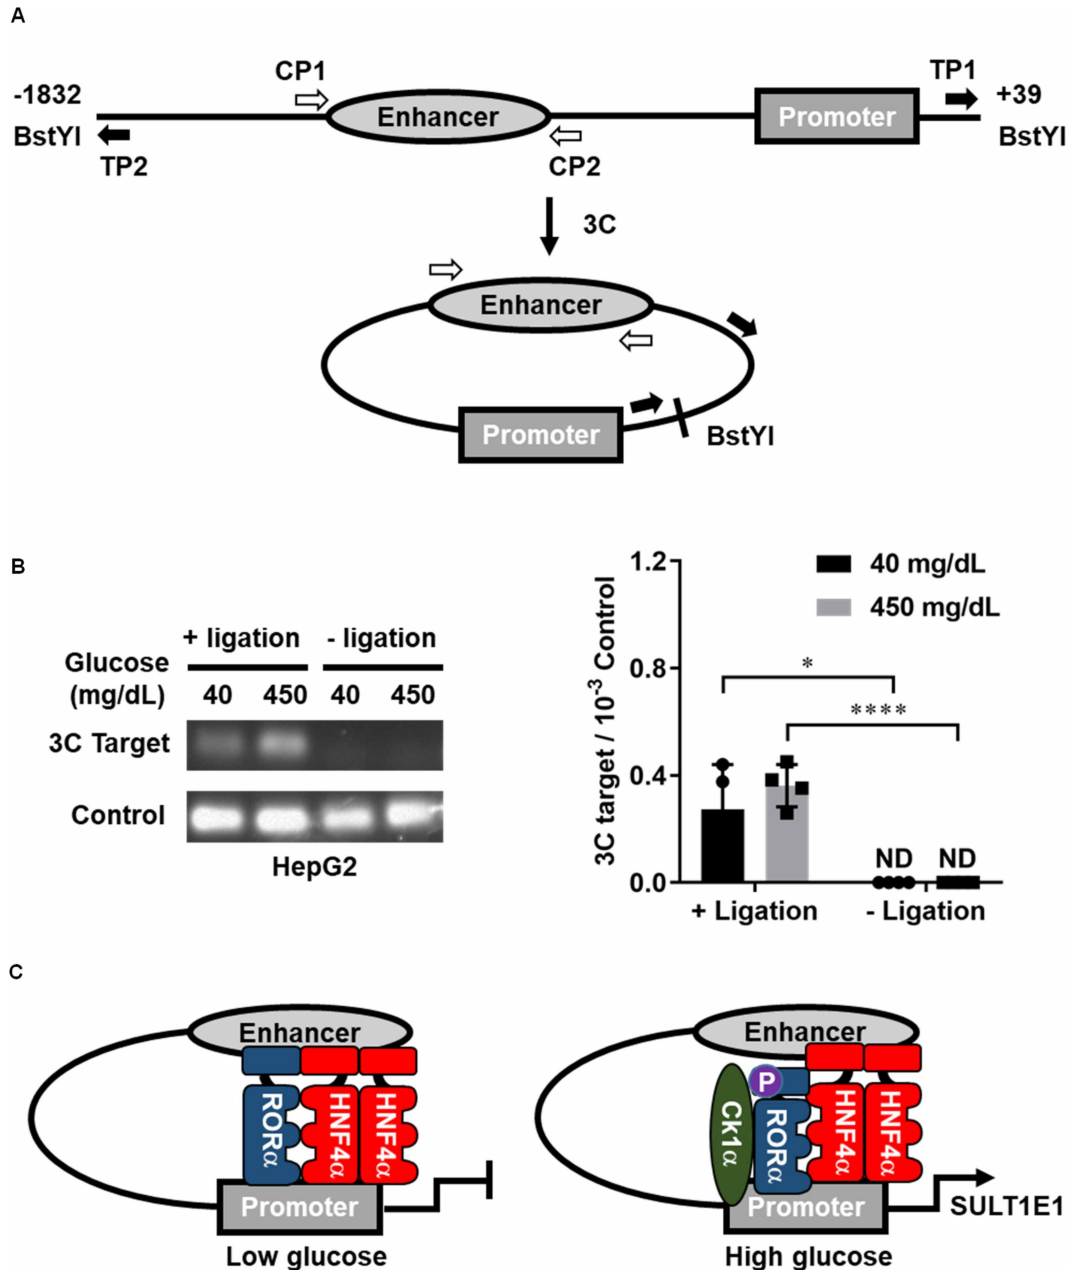 A
CP1
TP1
-1832
Enhancer
Promoter
+39
BstYI
BstYI
TP2
CP2
3C
Enhancer
Promoter
BstYI
B
+ ligation - ligation
Glucose
(mg/dL) 40 450 40 450
3C Target
Control
HepG2
3C target / 10⁻³ Control
1.2
0.8
0.4
0.0
40 mg/dL
450 mg/dL
*
****
ND ND
+ Ligation - Ligation
C
Enhancer
RORα HNF4α HNF4α
Promoter
Low glucose
Enhancer
P
Ck1α RORα HNF4α HNF4α
Promoter
SULT1E1
High glucose